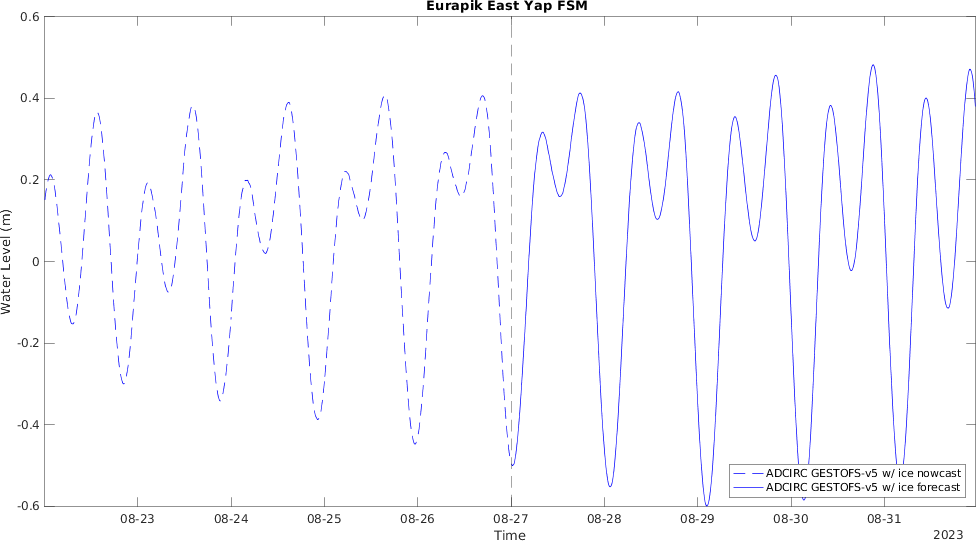 Eurapik East Yap FSM
0.6
0.4
0.2
0
-0.2
-0.4
-0.6
Water Level (m)
ADCIRC GESTOFS-v5 w/ ice nowcast
ADCIRC GESTOFS-v5 w/ ice forecast
08-23 08-24 08-25 08-26 08-27 08-28 08-29 08-30 08-31
Time
2023